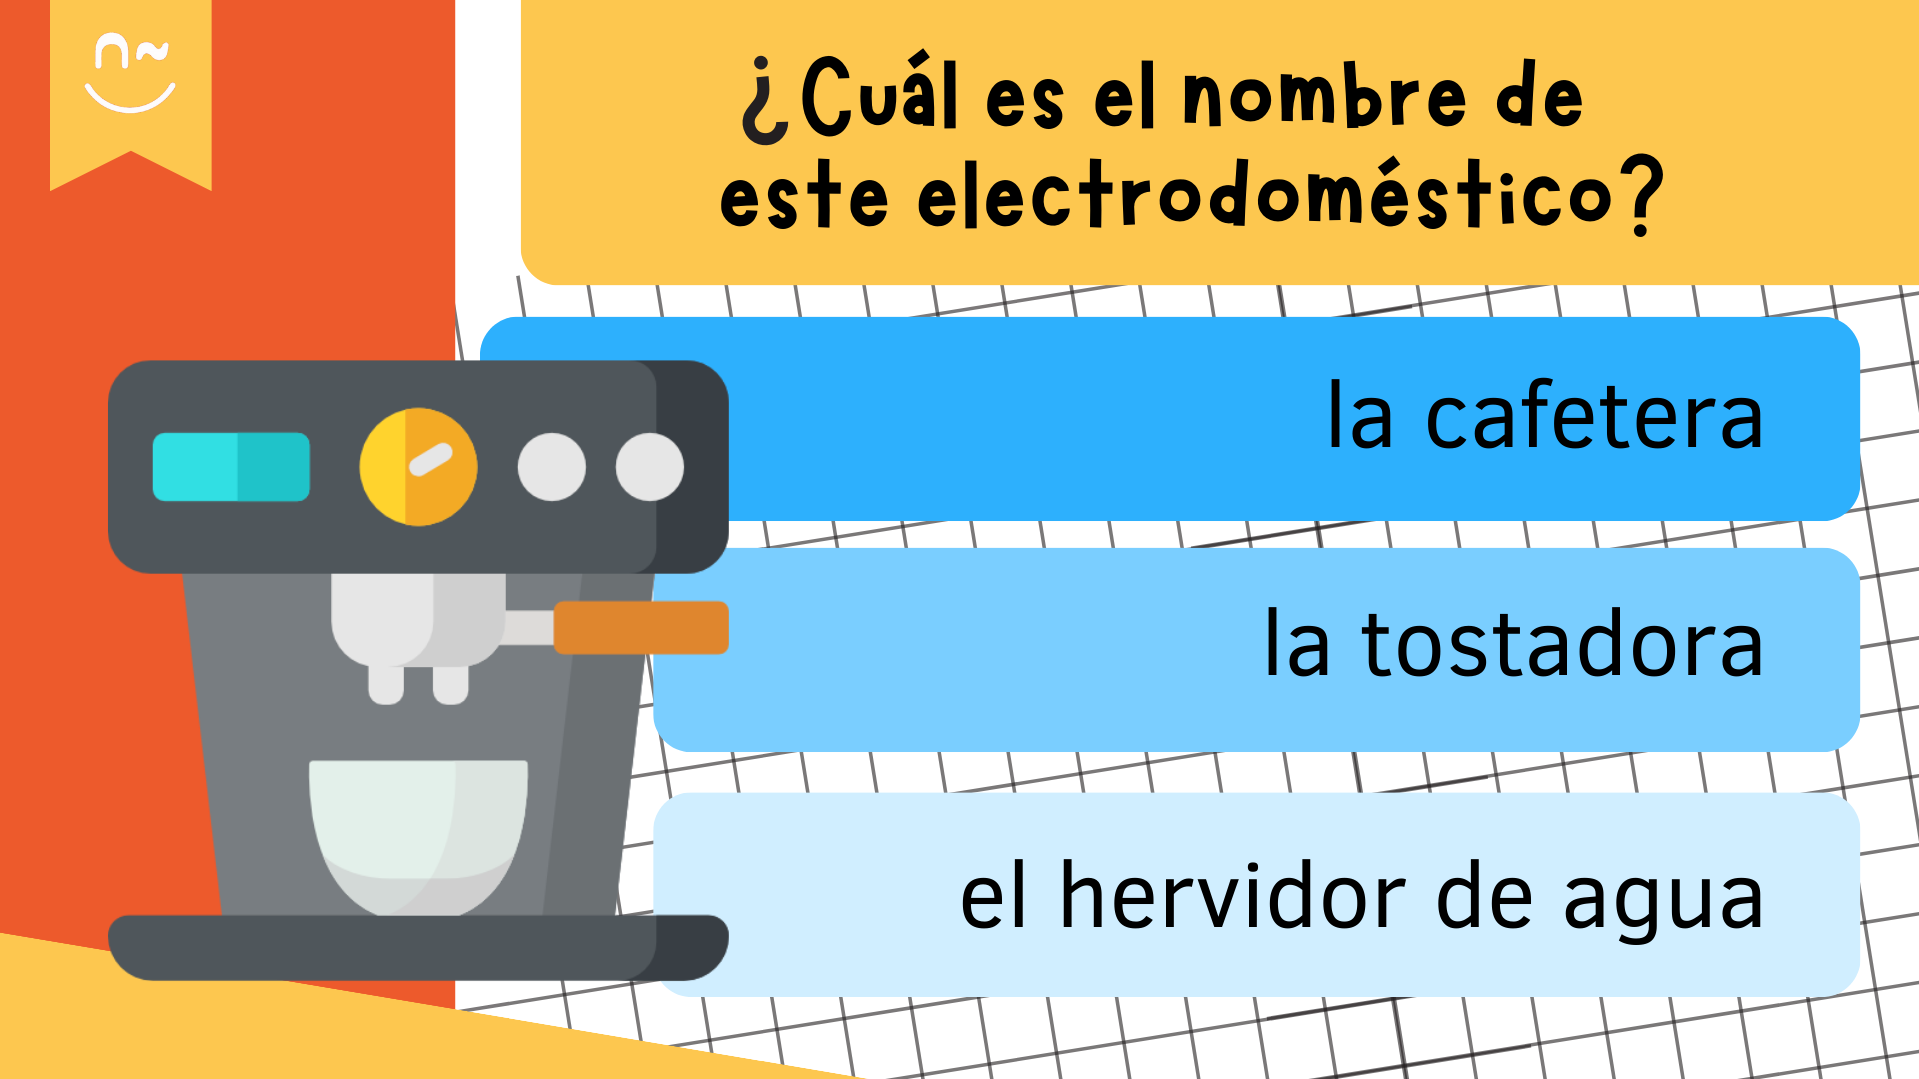 ¿Cuál es el nombre de
este electrodoméstico?
la cafetera
la tostadora
el hervidor de agua